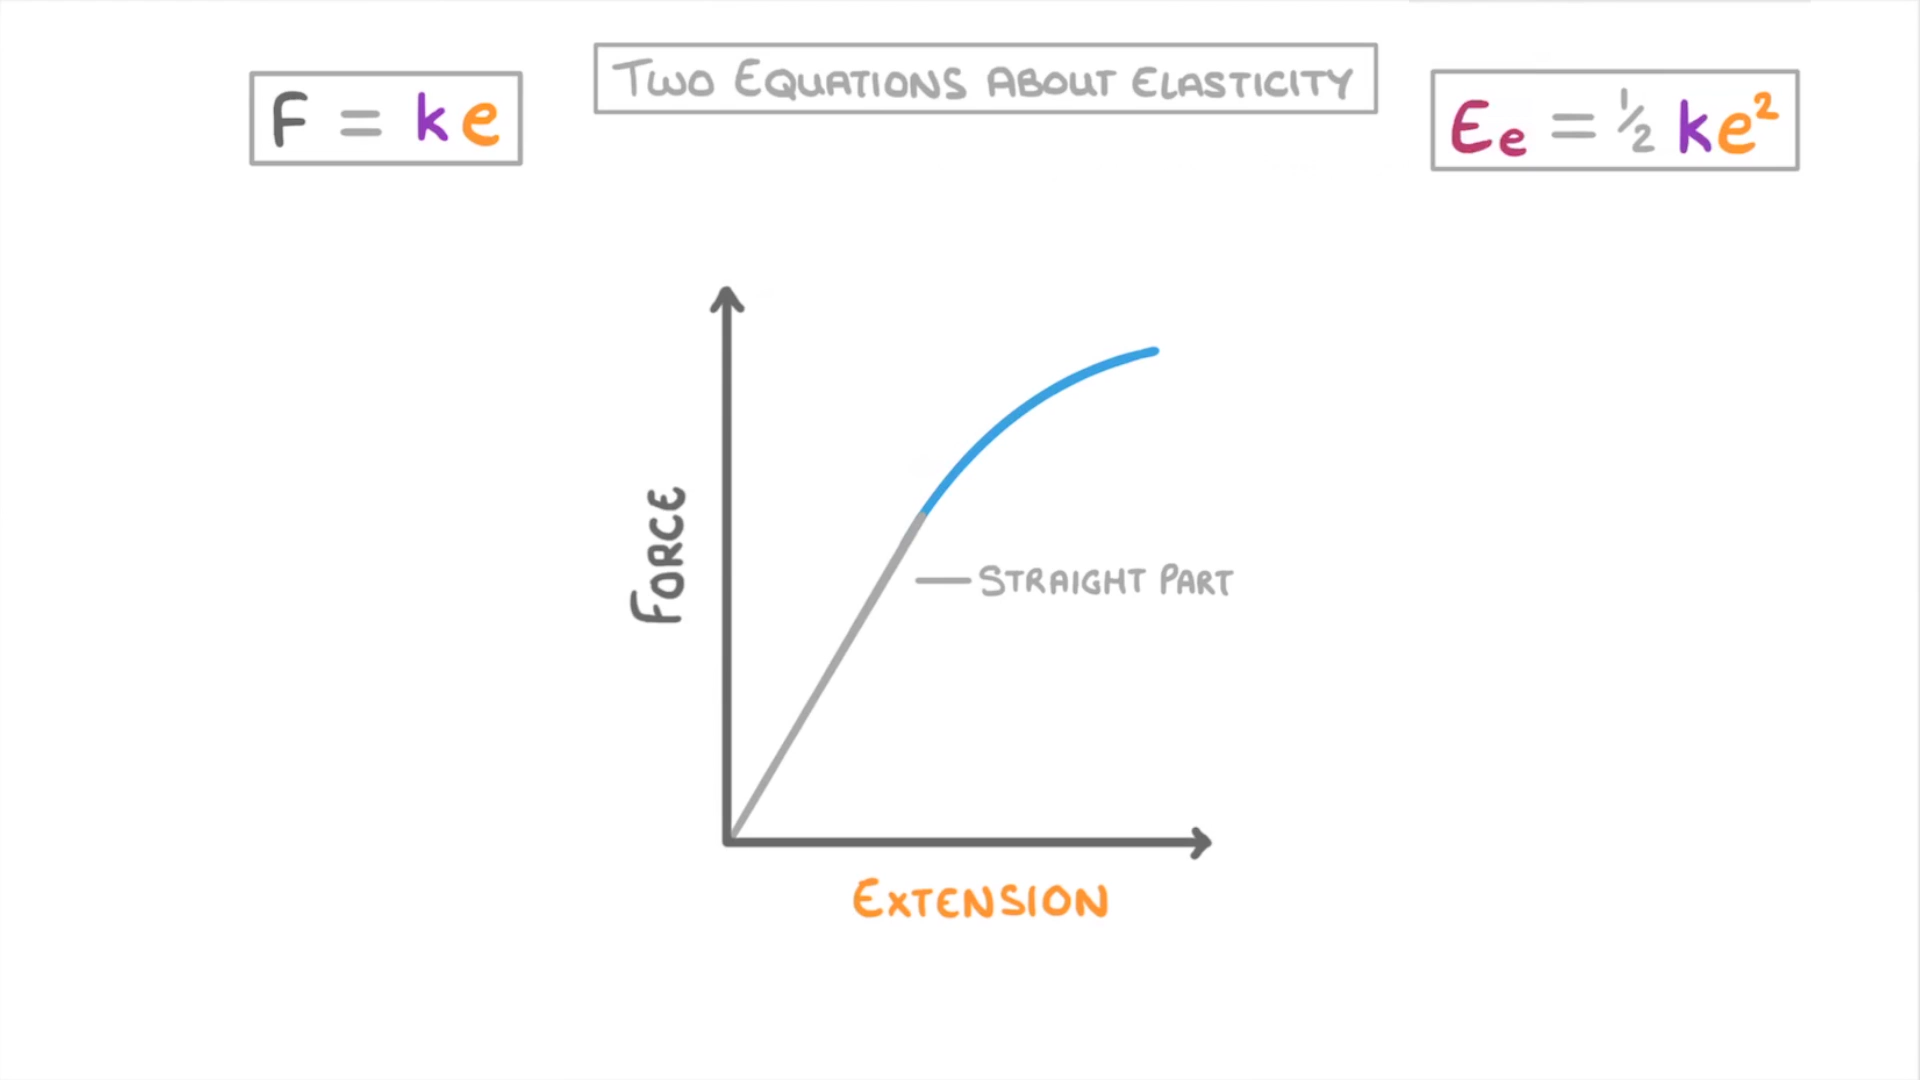 TWO EQUATIONS ABOUT ELASTICITY
F = ke
Ee = ½ ke²
FORCE
STRAIGHT PART
EXTENSION